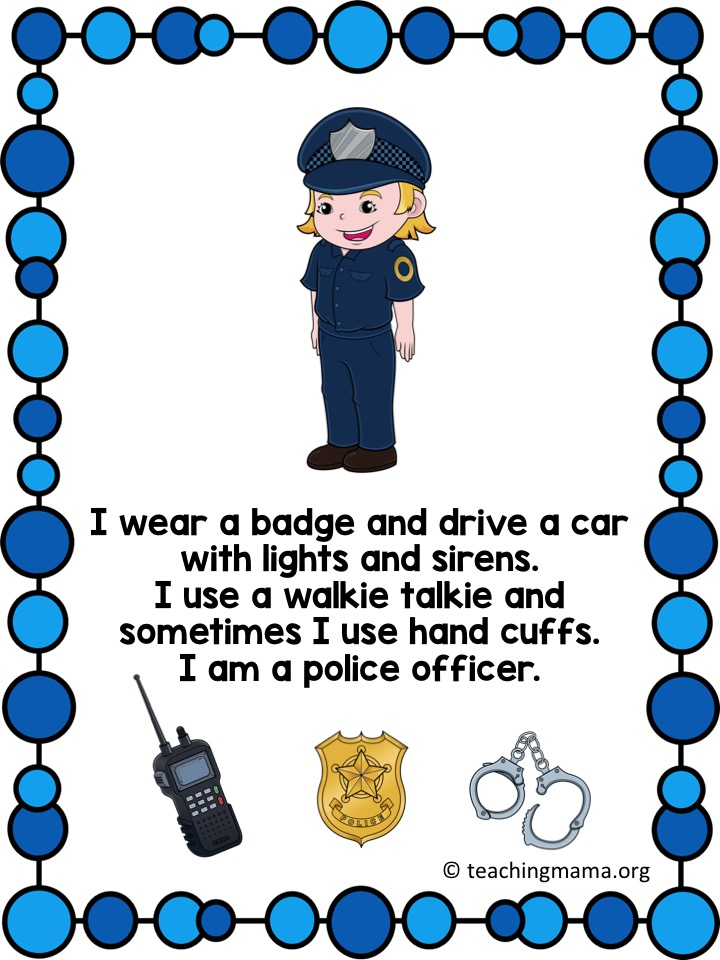 I wear a badge and drive a car
with lights and sirens.
I use a walkie talkie and
sometimes I use hand cuffs.
I am a police officer.
POLICE
© teachingmama.org